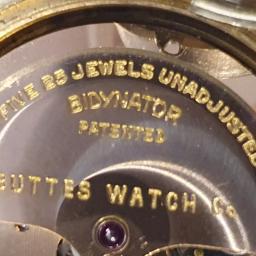 FIVE 25 JEWELS UNADJUSTED
BIDYNATOR
PATENTED
BUTTES WATCH Co